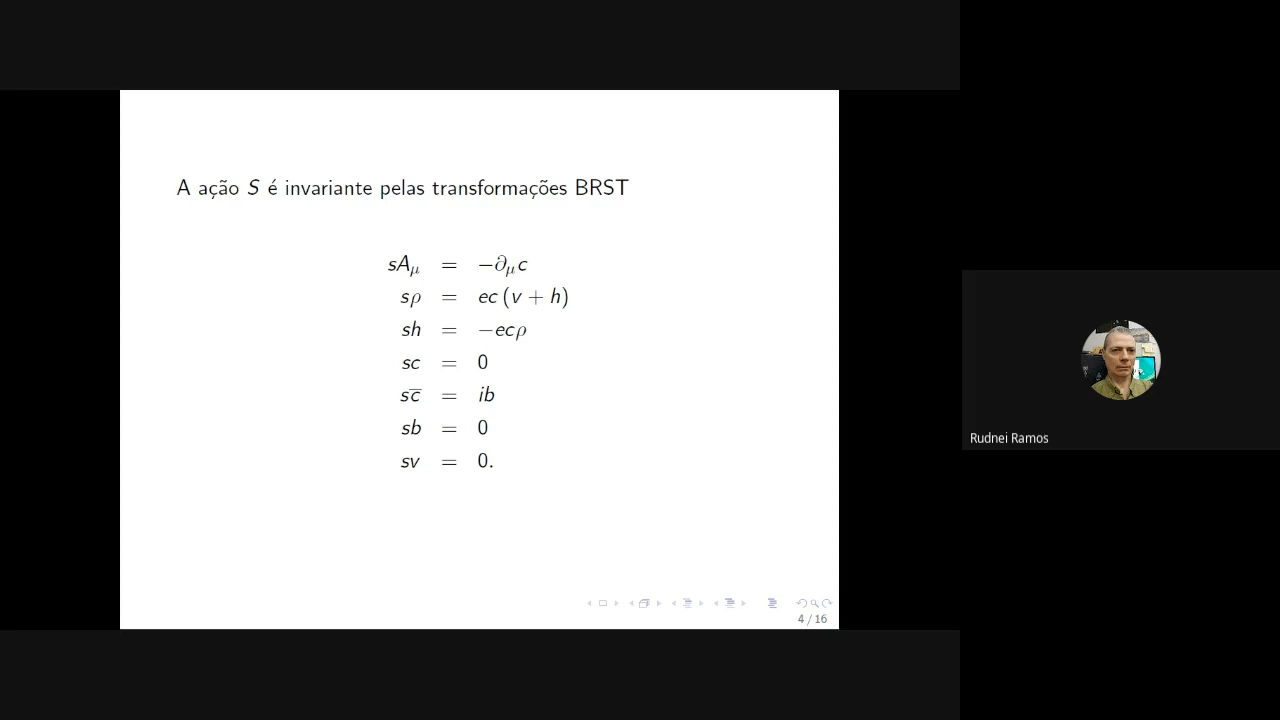 A ação S é invariante pelas transformações BRST
sA_μ = −∂_μ c
sρ = ec (v + h)
sh = −ecρ
sc = 0
sc̅ = ib
sb = 0
sv = 0.
Rudnei Ramos
4 / 16